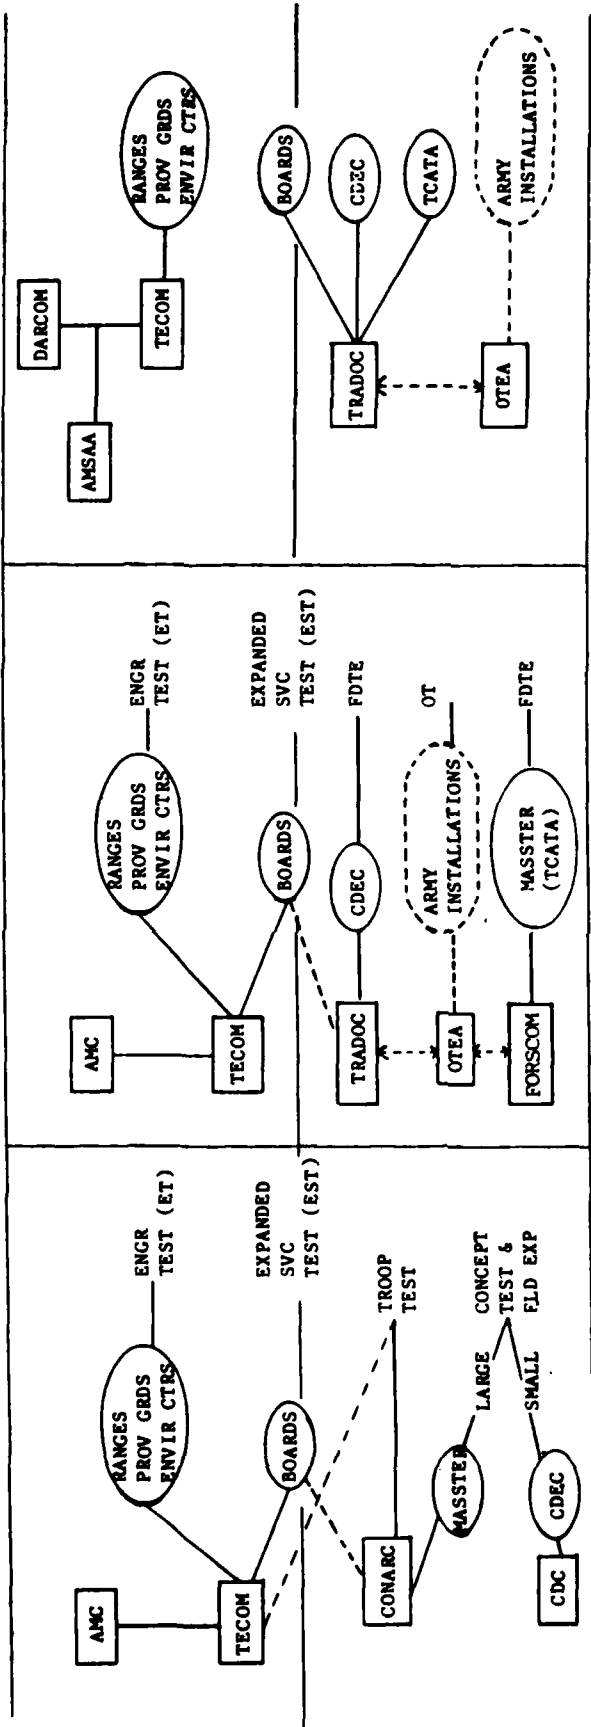 AMC
TECOM
RANGES
PROV GRDS
ENVIR CTRS
ENGR
TEST (ET)
BOARDS
EXPANDED
SVC
TEST (EST)
CONARC
TROOP
TEST
MASSTER
LARGE
CONCEPT
TEST &
FLD EXP
SMALL
CDC
CDEC
AMC
TECOM
RANGES
PROV GRDS
ENVIR CTRS
ENGR
TEST (ET)
BOARDS
EXPANDED
SVC
TEST (EST)
TRADOC
CDEC
FDTE
OTEA
ARMY
INSTALLATIONS
OT
FORSCOM
MASSTER
(TCATA)
FDTE
DARCOM
AMSAA
TECOM
RANGES
PROV GRDS
ENVIR CTRS
TRADOC
BOARDS
CDEC
TCATA
OTEA
ARMY
INSTALLATIONS